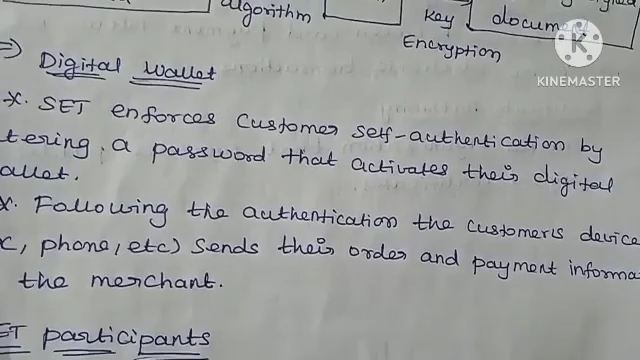 algorithm
Key
Encryption
document
KINEMASTER
=> Digital Wallet
*. SET enforces customer self-authentication by
tering a password that activates their digital
allet.
*. Following the authentication the customer's device
C, phone, etc) sends their order and payment informa
the merchant.
ET participants